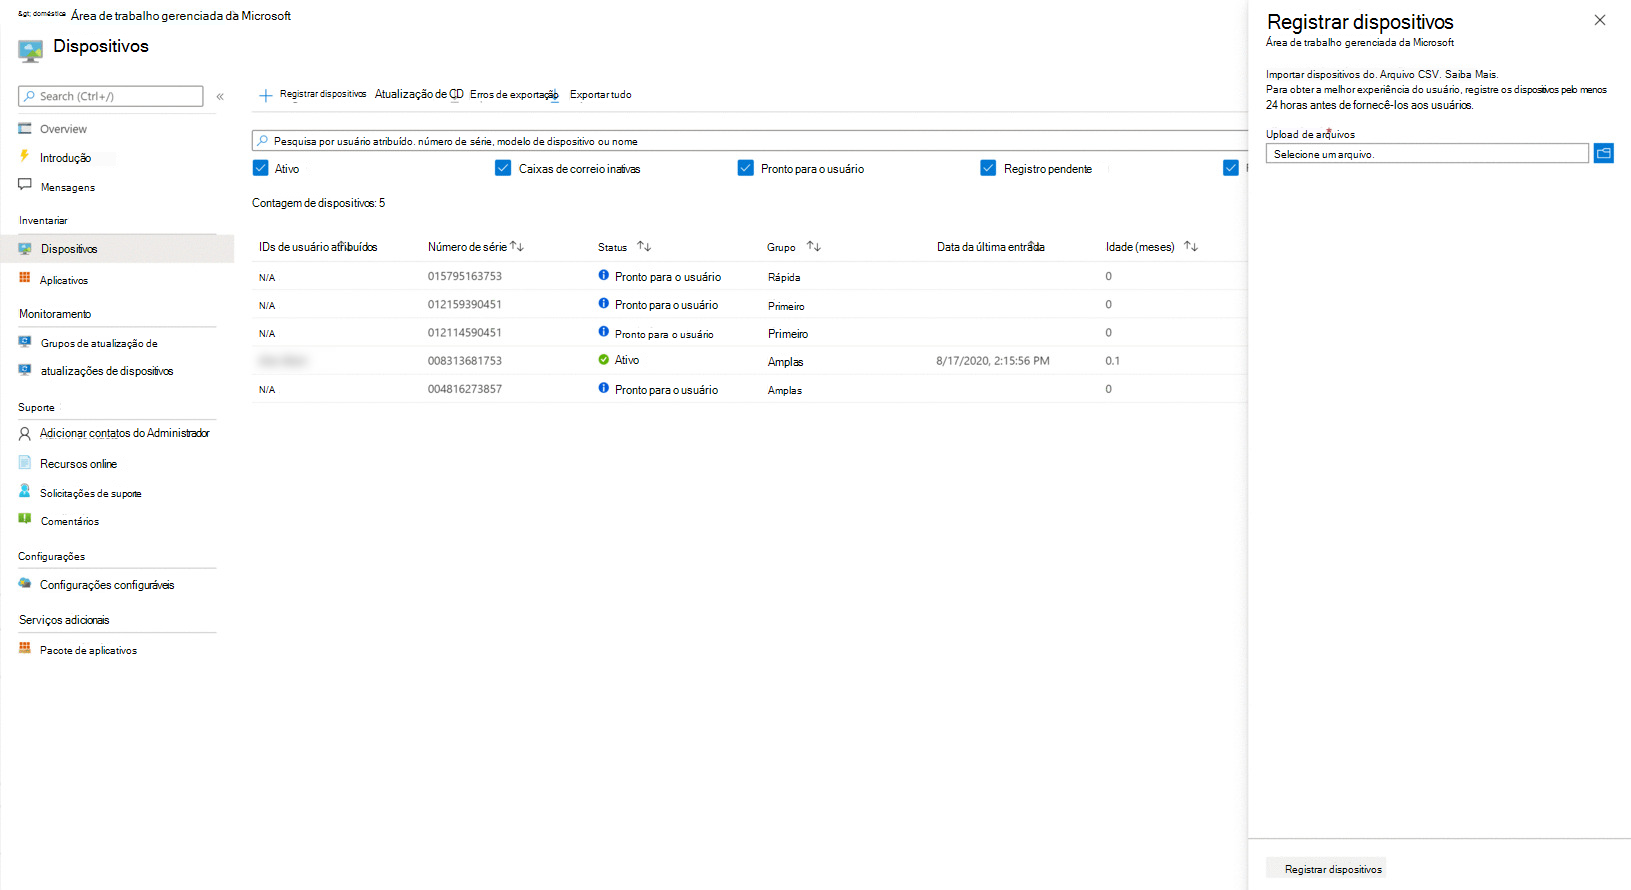 &gt; doméstica Área de trabalho gerenciada da Microsoft
Dispositivos
Search (Ctrl+/)
Overview
Introdução
Mensagens
Inventariar
Dispositivos
Aplicativos
Monitoramento
Grupos de atualização de
atualizações de dispositivos
Suporte
Adicionar contatos do Administrador
Recursos online
Solicitações de suporte
Comentários
Configurações
Configurações configuráveis
Serviços adicionais
Pacote de aplicativos
Registrar dispositivos Atualização de CD Erros de exportação Exportar tudo
Pesquisa por usuário atribuído. número de série, modelo de dispositivo ou nome
Ativo Caixas de correio inativas Pronto para o usuário Registro pendente
Contagem de dispositivos: 5
IDs de usuário atribuídos Número de série Status Grupo Data da última entrada Idade (meses)
N/A 015795163753 Pronto para o usuário Rápida 0
N/A 012159390451 Pronto para o usuário Primeiro 0
N/A 012114590451 Pronto para o usuário Primeiro 0
008313681753 Ativo Amplas 8/17/2020, 2:15:56 PM 0.1
N/A 004816273857 Pronto para o usuário Amplas 0
Registrar dispositivos
Área de trabalho gerenciada da Microsoft
Importar dispositivos do. Arquivo CSV. Saiba Mais.
Para obter a melhor experiência do usuário, registre os dispositivos pelo menos
24 horas antes de fornecê-los aos usuários.
Upload de arquivos *
Selecione um arquivo.
Registrar dispositivos